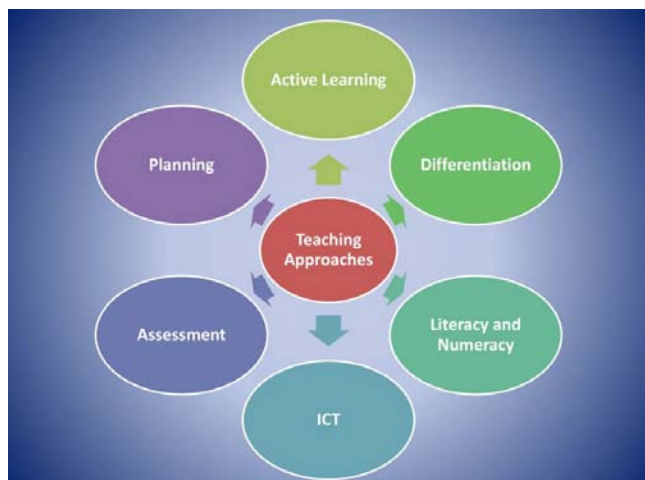 Active Learning
Planning
Differentiation
Teaching
Approaches
Assessment
Literacy and
Numeracy
ICT